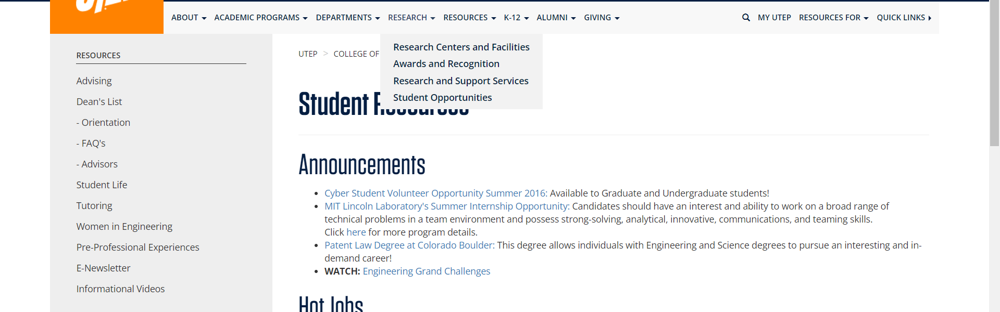 ABOUT ACADEMIC PROGRAMS DEPARTMENTS RESEARCH RESOURCES K-12 ALUMNI GIVING MY UTEP RESOURCES FOR QUICK LINKS
Research Centers and Facilities
Awards and Recognition
Research and Support Services
Student Opportunities
RESOURCES
Advising
Dean's List
- Orientation
- FAQ's
- Advisors
Student Life
Tutoring
Women in Engineering
Pre-Professional Experiences
E-Newsletter
Informational Videos
UTEP > COLLEGE OF
Student Resources
Announcements
Cyber Student Volunteer Opportunity Summer 2016: Available to Graduate and Undergraduate students!
MIT Lincoln Laboratory's Summer Internship Opportunity: Candidates should have an interest and ability to work on a broad range of
technical problems in a team environment and possess strong-solving, analytical, innovative, communications, and teaming skills.
Click here for more program details.
Patent Law Degree at Colorado Boulder: This degree allows individuals with Engineering and Science degrees to pursue an interesting and in-
demand career!
WATCH: Engineering Grand Challenges
Hot Jobs